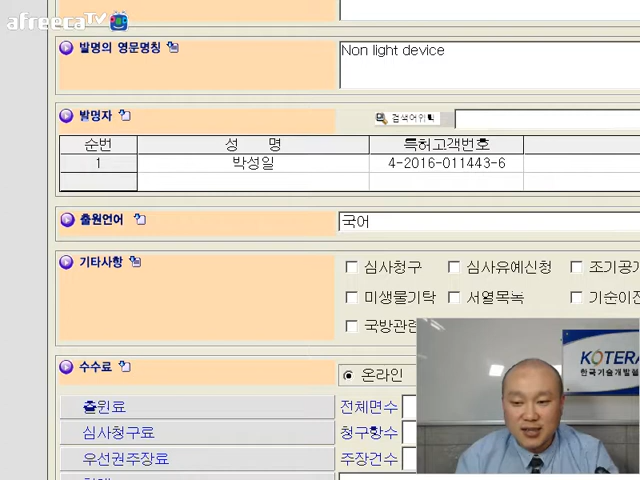 afreecaTV
발명의 영문명칭
Non light device
발명자
검색어위
순번 성 명 특허고객번호
1 박성일 4-2016-011443-6
출원언어
국어
기타사항
심사청구 심사유예신청 조기공개
미생물기탁 서열목록 기술이전
국방관련
수수료
온라인
출원료 전체면수
심사청구료 청구항수
우선권주장료 주장건수
KOTERA
한국기술개발